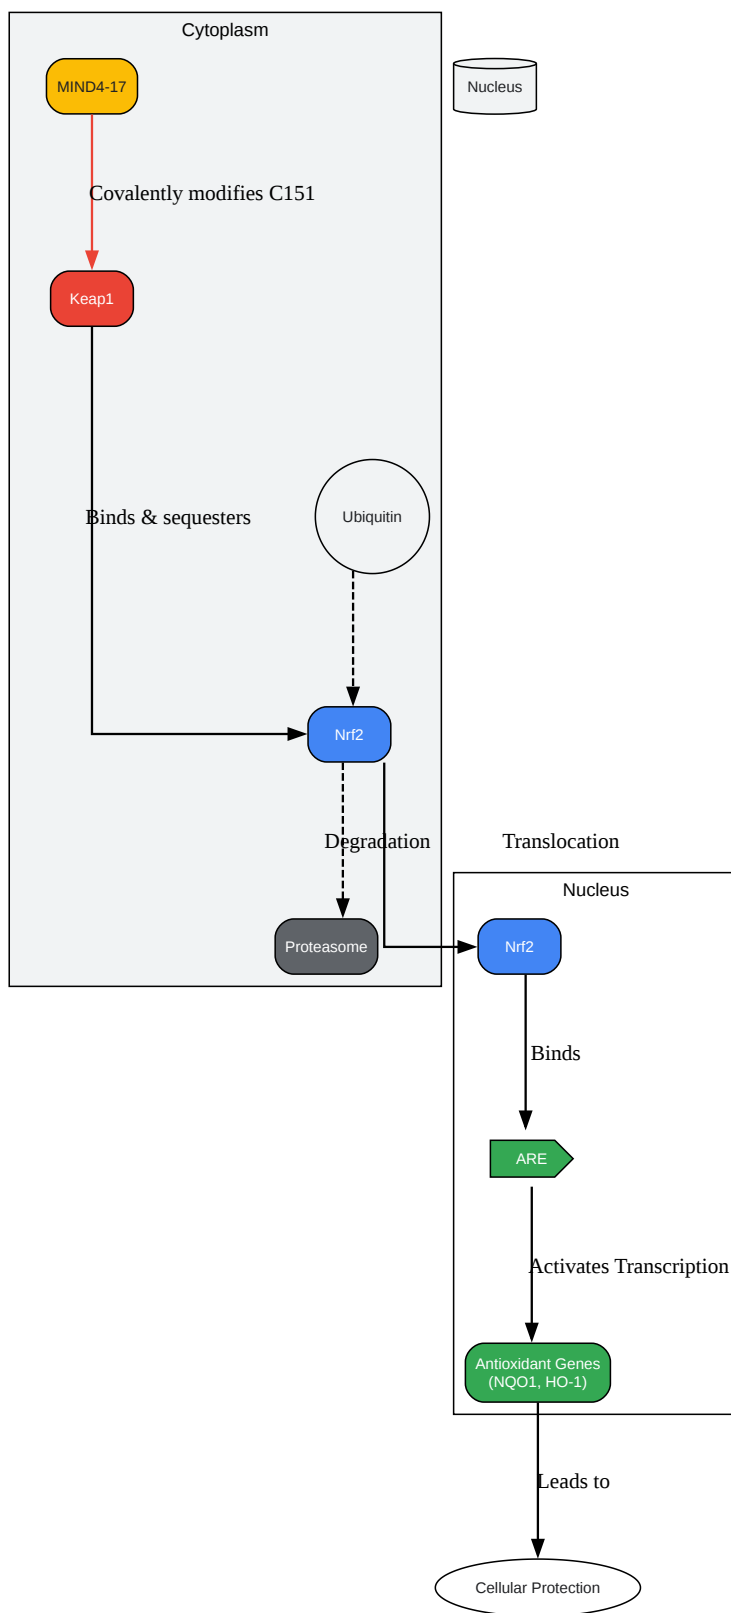 Cytoplasm
MIND4-17
Nucleus
Covalently modifies C151
Keap1
Binds & sequesters
Ubiquitin
Nrf2
Degradation
Translocation
Nucleus
Proteasome
Nrf2
Binds
ARE
Activates Transcription
Antioxidant Genes
(NQO1, HO-1)
Leads to
Cellular Protection